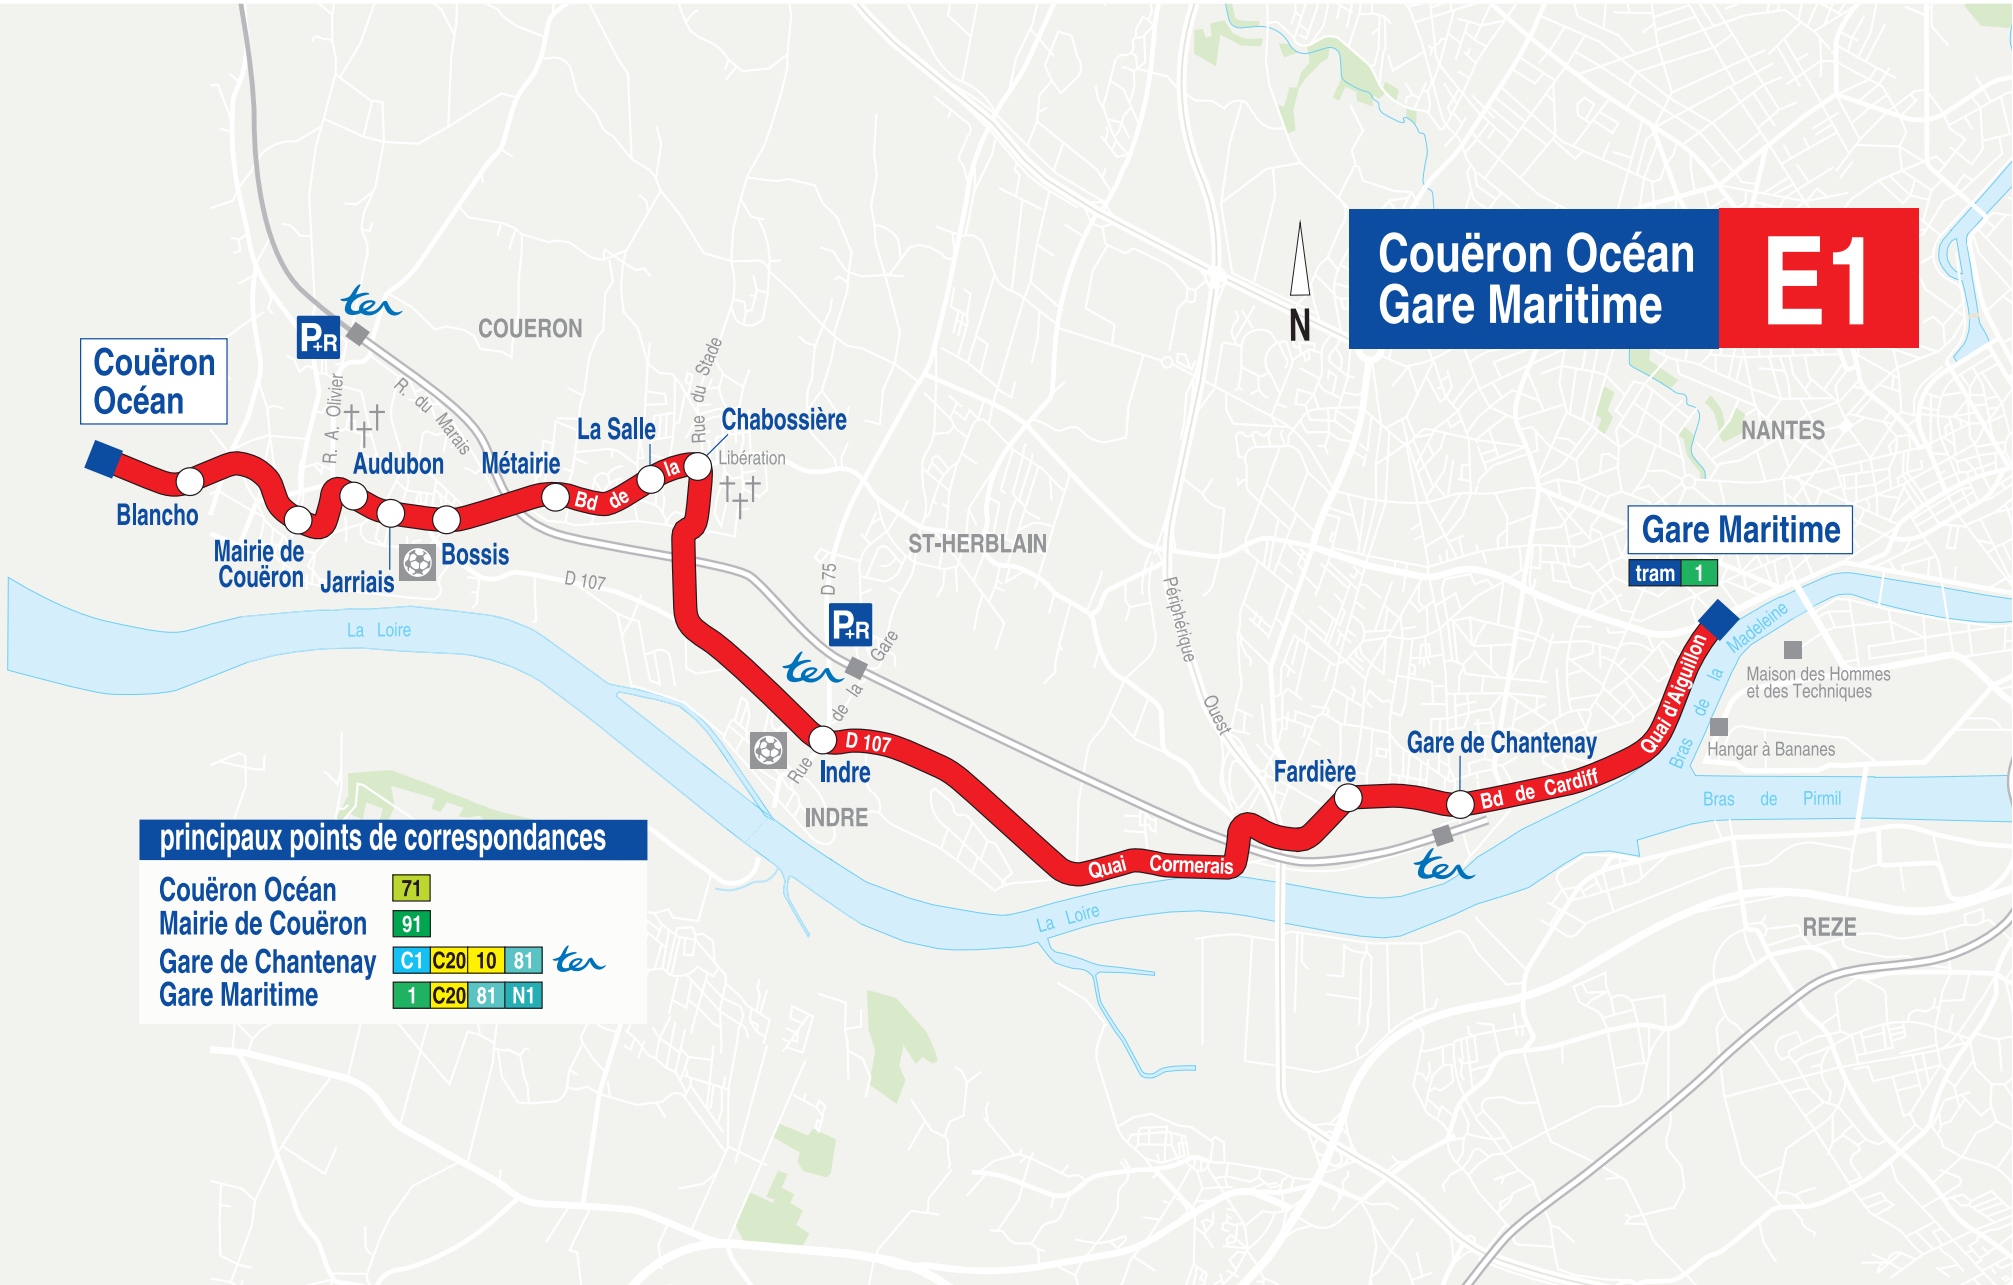 Couëron Océan
Gare Maritime
E1
N
ter
P+R
COUERON
Couëron
Océan
R. A. Olivier
R. du Marais
Rue du Stade
La Salle
Chabossière
Libération
Audubon
Métairie
Bd de la
Blancho
Mairie de
Couëron
Jarriais
Bossis
D 107
La Loire
ST-HERBLAIN
D 75
P+R
ter
Rue de la Gare
D 107
Indre
INDRE
Périphérique Ouest
NANTES
Gare Maritime
tram 1
Quai d'Aiguillon
Bras de la Madeleine
Maison des Hommes
et des Techniques
Hangar à Bananes
Gare de Chantenay
Fardière
Bd de Cardiff
Bras de Pirmil
Quai Cormerais
ter
La Loire
REZE
principaux points de correspondances
Couëron Océan 71
Mairie de Couëron 91
Gare de Chantenay C1 C20 10 81 ter
Gare Maritime 1 C20 81 N1